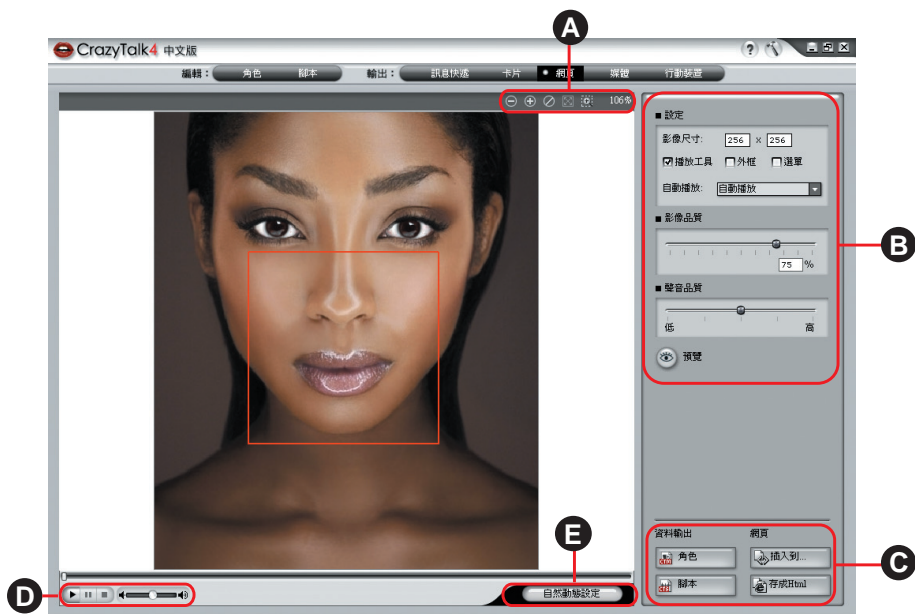 A
CrazyTalk4 中文版
編輯: 角色 腳本 輸出: 訊息快遞 卡片 網頁 媒體 行動裝置
106%
設定
影像尺寸: 256 x 256
播放工具 外框 選單
自動播放: 自動播放
影像品質
B
75 %
聲音品質
低 高
預覽
資料輸出 網頁
E
角色 插入到...
C
D
自然動態設定
腳本 存成Html